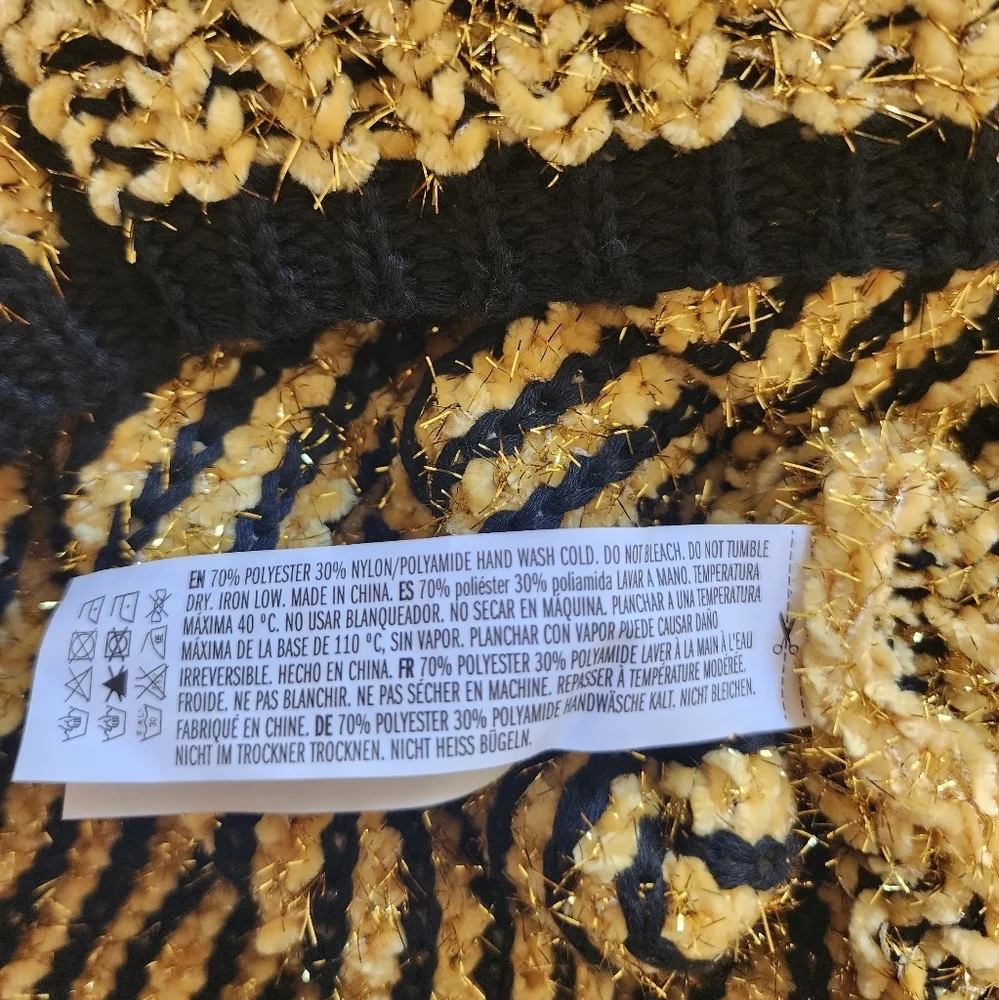 EN 70% POLYESTER 30% NYLON/POLYAMIDE HAND WASH COLD. DO NOT BLEACH. DO NOT TUMBLE
DRY. IRON LOW. MADE IN CHINA. ES 70% poliéster 30% poliamida LAVAR A MANO. TEMPERATURA
MÁXIMA 40 ºC. NO USAR BLANQUEADOR. NO SECAR EN MÁQUINA. PLANCHAR A UNA TEMPERATURA
MÁXIMA DE LA BASE DE 110 ºC, SIN VAPOR. PLANCHAR CON VAPOR PUEDE CAUSAR DAÑO
IRREVERSIBLE. HECHO EN CHINA. FR 70% POLYESTER 30% POLYAMIDE LAVER À LA MAIN À L'EAU
FROIDE. NE PAS BLANCHIR. NE PAS SÉCHER EN MACHINE. REPASSER À TEMPÉRATURE MODÉRÉE.
FABRIQUÉ EN CHINE. DE 70% POLYESTER 30% POLYAMIDE HANDWÄSCHE KALT. NICHT BLEICHEN.
NICHT IM TROCKNER TROCKNEN. NICHT HEISS BÜGELN.